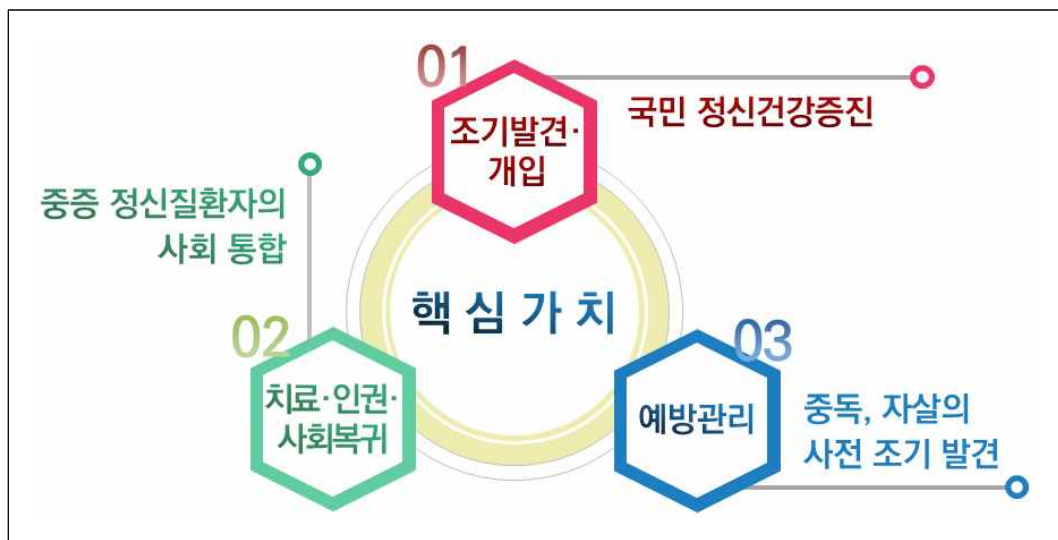 01
조기발견·
개입
국민 정신건강증진
중증 정신질환자의
사회 통합
핵심가치
02
치료·인권·
사회복귀
03
예방관리
중독, 자살의
사전 조기 발견